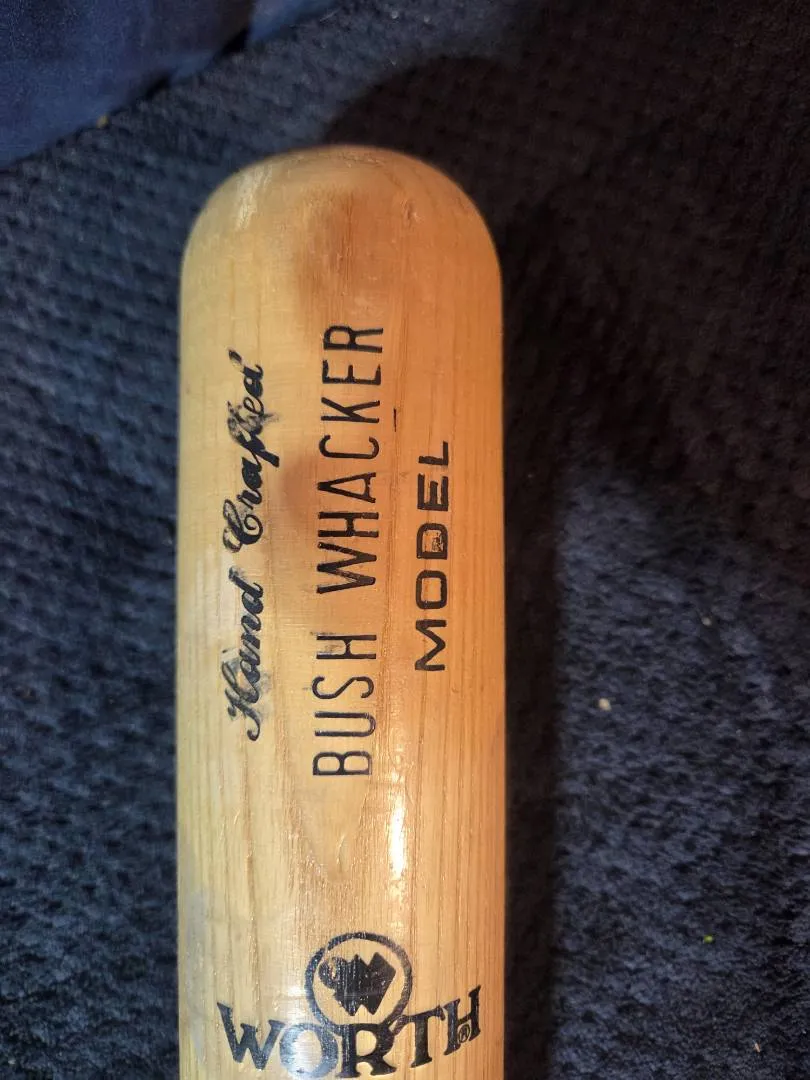 Hand Crafted
BUSH WHACKER
MODEL
WORTH®